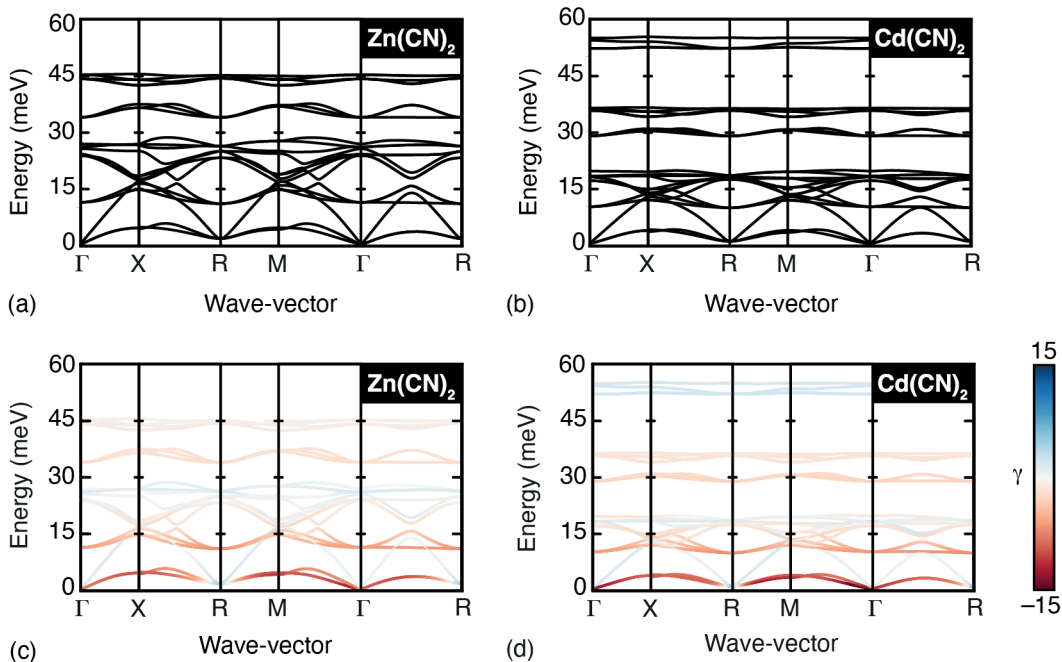 60
45
30
15
0
Energy (meV)
Zn(CN)2
Γ X R M Γ R
(a) Wave-vector
60
45
30
15
0
Energy (meV)
Cd(CN)2
Γ X R M Γ R
(b) Wave-vector
60
45
30
15
0
Energy (meV)
Zn(CN)2
Γ X R M Γ R
(c) Wave-vector
60
45
30
15
0
Energy (meV)
Cd(CN)2
Γ X R M Γ R
(d) Wave-vector
15
γ
−15